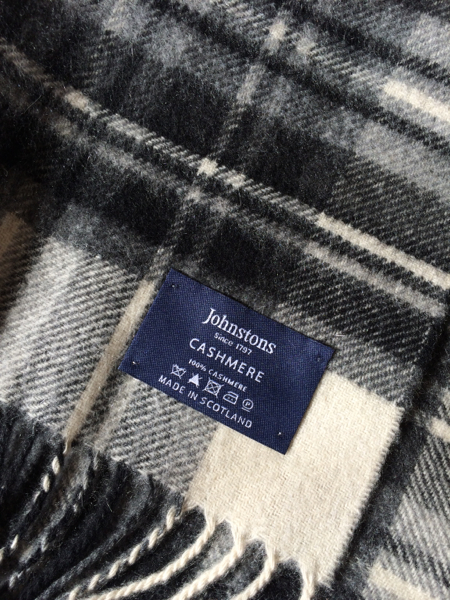 Johnstons
Since 1797
CASHMERE
100% CASHMERE
MADE IN SCOTLAND